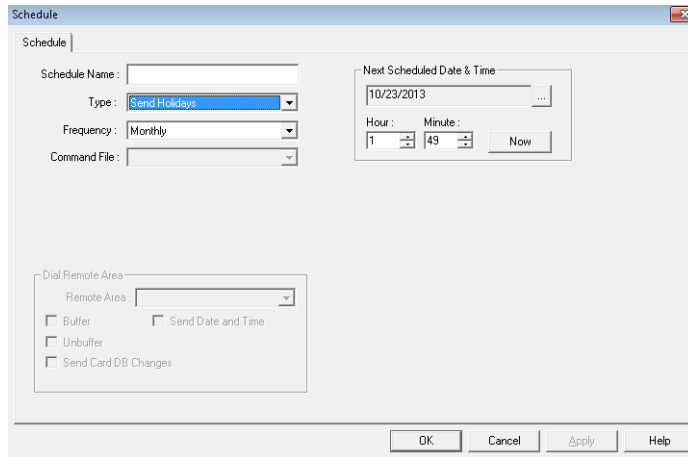 Schedule
Schedule
Schedule Name :
Type : Send Holidays
Frequency : Monthly
Command File :
Next Scheduled Date & Time
10/23/2013 ...
Hour : Minute :
1 49 Now
Dial Remote Area
Remote Area :
Buffer Send Date and Time
Unbuffer
Send Card DB Changes
OK Cancel Apply Help